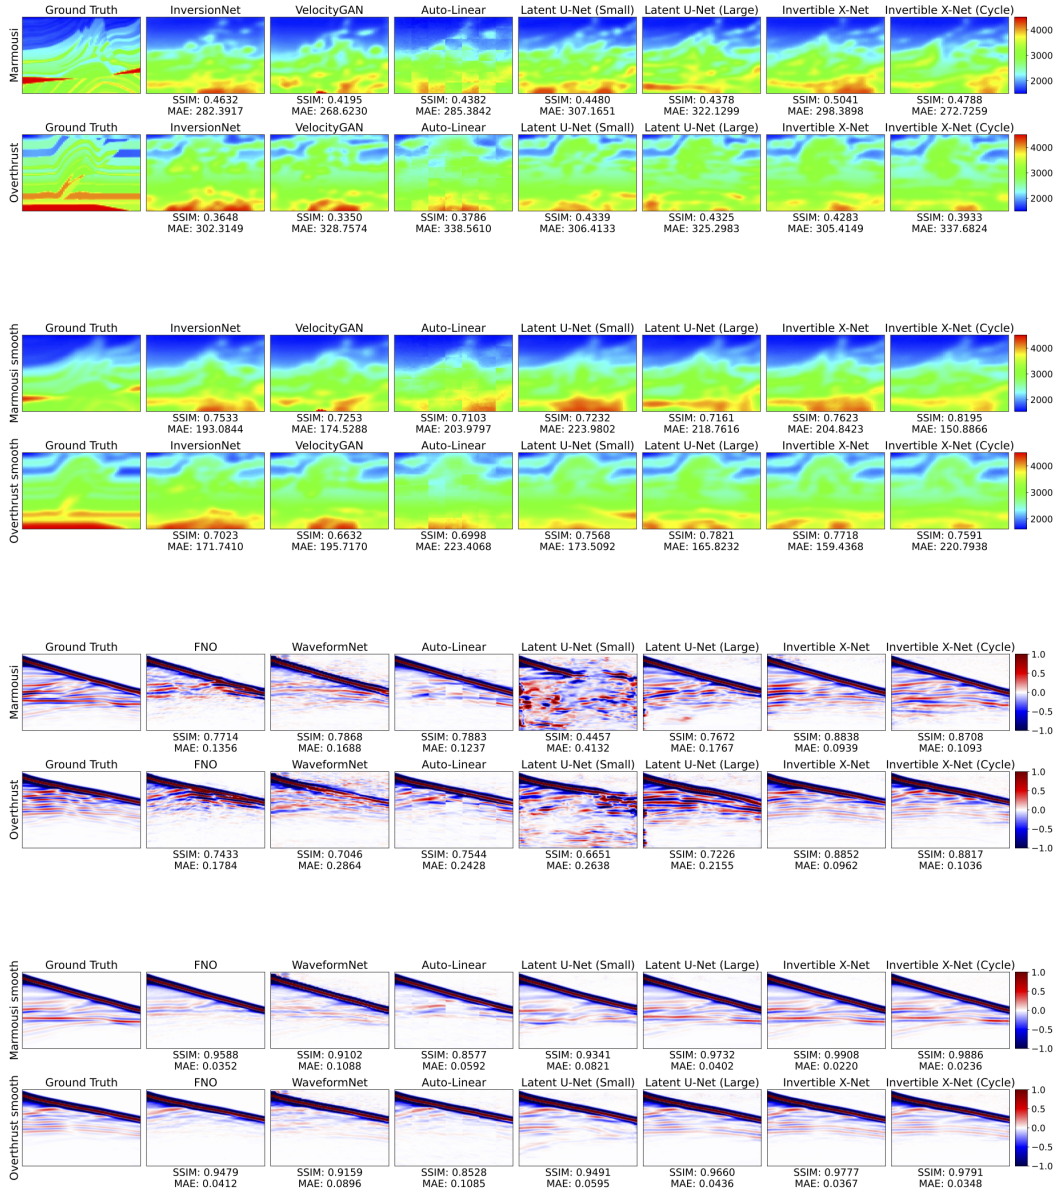 Ground Truth InversionNet VelocityGAN Auto-Linear Latent U-Net (Small) Latent U-Net (Large) Invertible X-Net Invertible X-Net (Cycle)
Marmousi
4000
3000
2000
SSIM: 0.4632 SSIM: 0.4195 SSIM: 0.4382 SSIM: 0.4480 SSIM: 0.4378 SSIM: 0.5041 SSIM: 0.4788
MAE: 282.3917 MAE: 268.6230 MAE: 285.3842 MAE: 307.1651 MAE: 322.1299 MAE: 298.3898 MAE: 272.7259
Ground Truth InversionNet VelocityGAN Auto-Linear Latent U-Net (Small) Latent U-Net (Large) Invertible X-Net Invertible X-Net (Cycle)
Overthrust
4000
3000
2000
SSIM: 0.3648 SSIM: 0.3350 SSIM: 0.3786 SSIM: 0.4339 SSIM: 0.4325 SSIM: 0.4283 SSIM: 0.3933
MAE: 302.3149 MAE: 328.7574 MAE: 338.5610 MAE: 306.4133 MAE: 325.2983 MAE: 305.4149 MAE: 337.6824
Ground Truth InversionNet VelocityGAN Auto-Linear Latent U-Net (Small) Latent U-Net (Large) Invertible X-Net Invertible X-Net (Cycle)
Marmousi smooth
4000
3000
2000
SSIM: 0.7533 SSIM: 0.7253 SSIM: 0.7103 SSIM: 0.7232 SSIM: 0.7161 SSIM: 0.7623 SSIM: 0.8195
MAE: 193.0844 MAE: 174.5288 MAE: 203.9797 MAE: 223.9802 MAE: 218.7616 MAE: 204.8423 MAE: 150.8866
Ground Truth InversionNet VelocityGAN Auto-Linear Latent U-Net (Small) Latent U-Net (Large) Invertible X-Net Invertible X-Net (Cycle)
Overthrust smooth
4000
3000
2000
SSIM: 0.7023 SSIM: 0.6632 SSIM: 0.6998 SSIM: 0.7568 SSIM: 0.7821 SSIM: 0.7718 SSIM: 0.7591
MAE: 171.7410 MAE: 195.7170 MAE: 223.4068 MAE: 173.5092 MAE: 165.8232 MAE: 159.4368 MAE: 220.7938
Ground Truth FNO WaveformNet Auto-Linear Latent U-Net (Small) Latent U-Net (Large) Invertible X-Net Invertible X-Net (Cycle)
Marmousi
1.0
0.5
0.0
−0.5
−1.0
SSIM: 0.7714 SSIM: 0.7868 SSIM: 0.7883 SSIM: 0.4457 SSIM: 0.7672 SSIM: 0.8838 SSIM: 0.8708
MAE: 0.1356 MAE: 0.1688 MAE: 0.1237 MAE: 0.4132 MAE: 0.1767 MAE: 0.0939 MAE: 0.1093
Ground Truth FNO WaveformNet Auto-Linear Latent U-Net (Small) Latent U-Net (Large) Invertible X-Net Invertible X-Net (Cycle)
Overthrust
1.0
0.5
0.0
−0.5
−1.0
SSIM: 0.7433 SSIM: 0.7046 SSIM: 0.7544 SSIM: 0.6651 SSIM: 0.7226 SSIM: 0.8852 SSIM: 0.8817
MAE: 0.1784 MAE: 0.2864 MAE: 0.2428 MAE: 0.2638 MAE: 0.2155 MAE: 0.0962 MAE: 0.1036
Ground Truth FNO WaveformNet Auto-Linear Latent U-Net (Small) Latent U-Net (Large) Invertible X-Net Invertible X-Net (Cycle)
Marmousi smooth
1.0
0.5
0.0
−0.5
−1.0
SSIM: 0.9588 SSIM: 0.9102 SSIM: 0.8577 SSIM: 0.9341 SSIM: 0.9732 SSIM: 0.9908 SSIM: 0.9886
MAE: 0.0352 MAE: 0.1088 MAE: 0.0592 MAE: 0.0821 MAE: 0.0402 MAE: 0.0220 MAE: 0.0236
Ground Truth FNO WaveformNet Auto-Linear Latent U-Net (Small) Latent U-Net (Large) Invertible X-Net Invertible X-Net (Cycle)
Overthrust smooth
1.0
0.5
0.0
−0.5
−1.0
SSIM: 0.9479 SSIM: 0.9159 SSIM: 0.8528 SSIM: 0.9491 SSIM: 0.9660 SSIM: 0.9777 SSIM: 0.9791
MAE: 0.0412 MAE: 0.0896 MAE: 0.1085 MAE: 0.0595 MAE: 0.0436 MAE: 0.0367 MAE: 0.0348